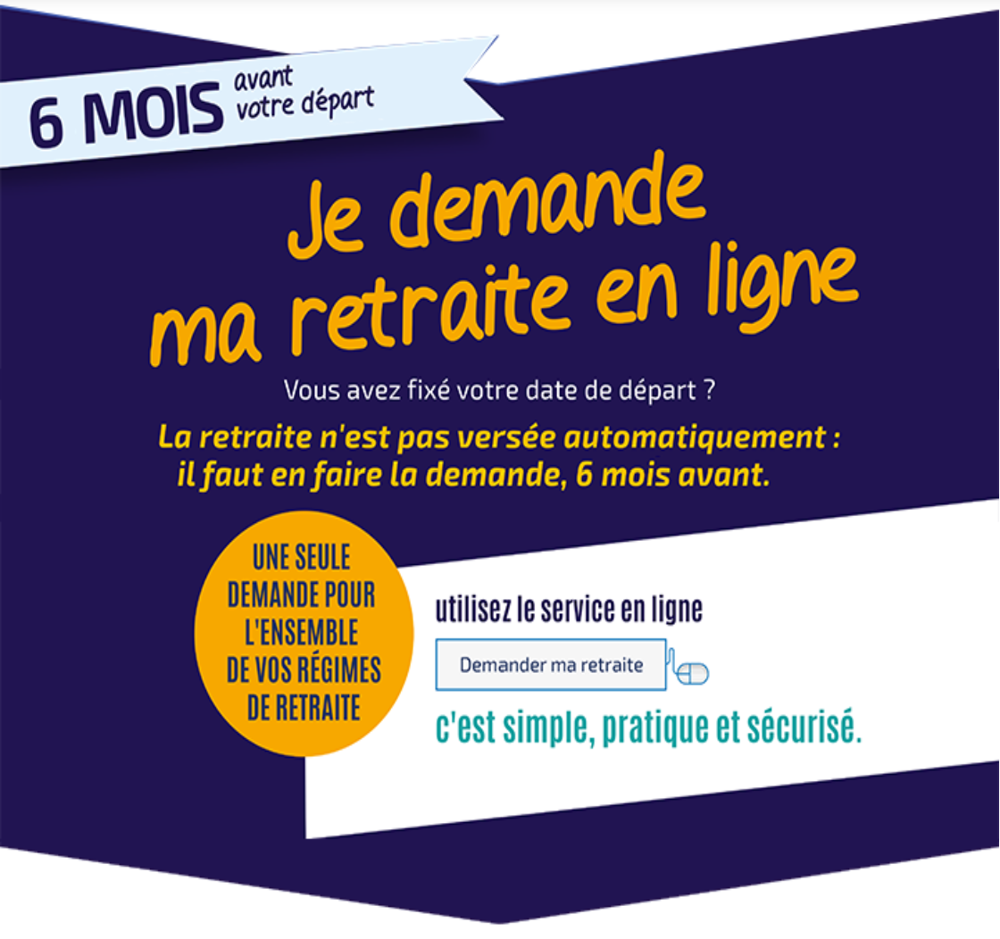 6 MOIS avant
votre départ
Je demande
ma retraite en ligne
Vous avez fixé votre date de départ ?
La retraite n'est pas versée automatiquement :
il faut en faire la demande, 6 mois avant.
UNE SEULE
DEMANDE POUR
L'ENSEMBLE
DE VOS RÉGIMES
DE RETRAITE
utilisez le service en ligne
Demander ma retraite
c'est simple, pratique et sécurisé.